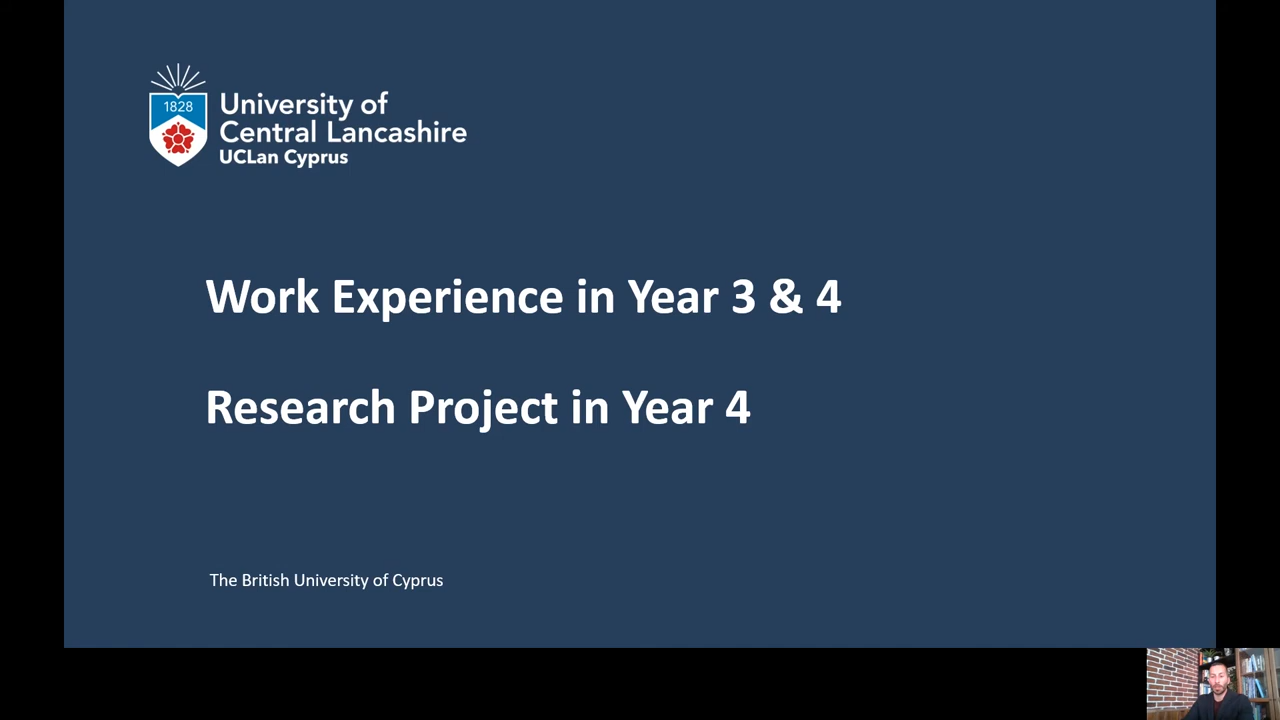 1828
University of
Central Lancashire
UCLan Cyprus
Work Experience in Year 3 & 4
Research Project in Year 4
The British University of Cyprus